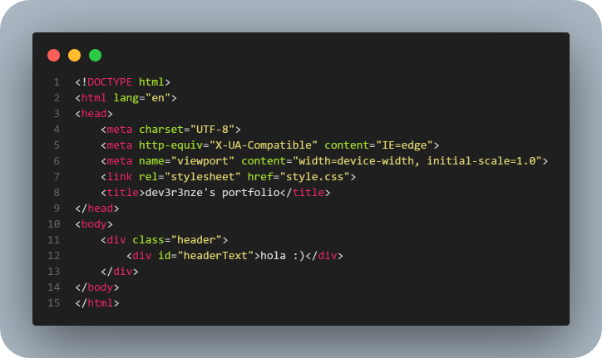 1 <!DOCTYPE html>
2 <html lang="en">
3 <head>
4     <meta charset="UTF-8">
5     <meta http-equiv="X-UA-Compatible" content="IE=edge">
6     <meta name="viewport" content="width=device-width, initial-scale=1.0">
7     <link rel="stylesheet" href="style.css">
8     <title>dev3r3nze's portfolio</title>
9 </head>
10 <body>
11     <div class="header">
12         <div id="headerText">hola :)</div>
13     </div>
14 </body>
15 </html>